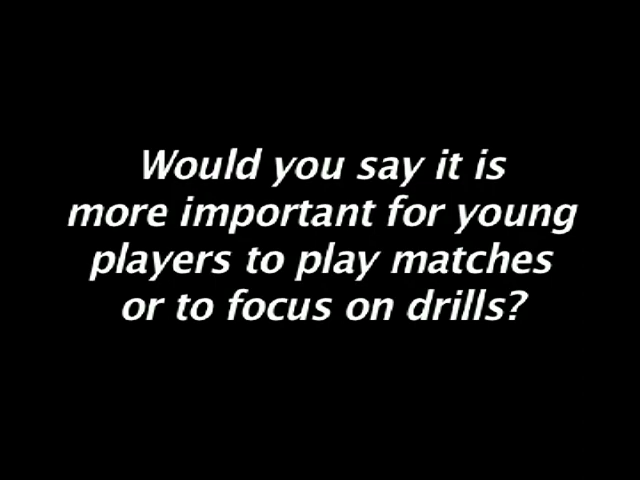 Would you say it is
more important for young
players to play matches
or to focus on drills?